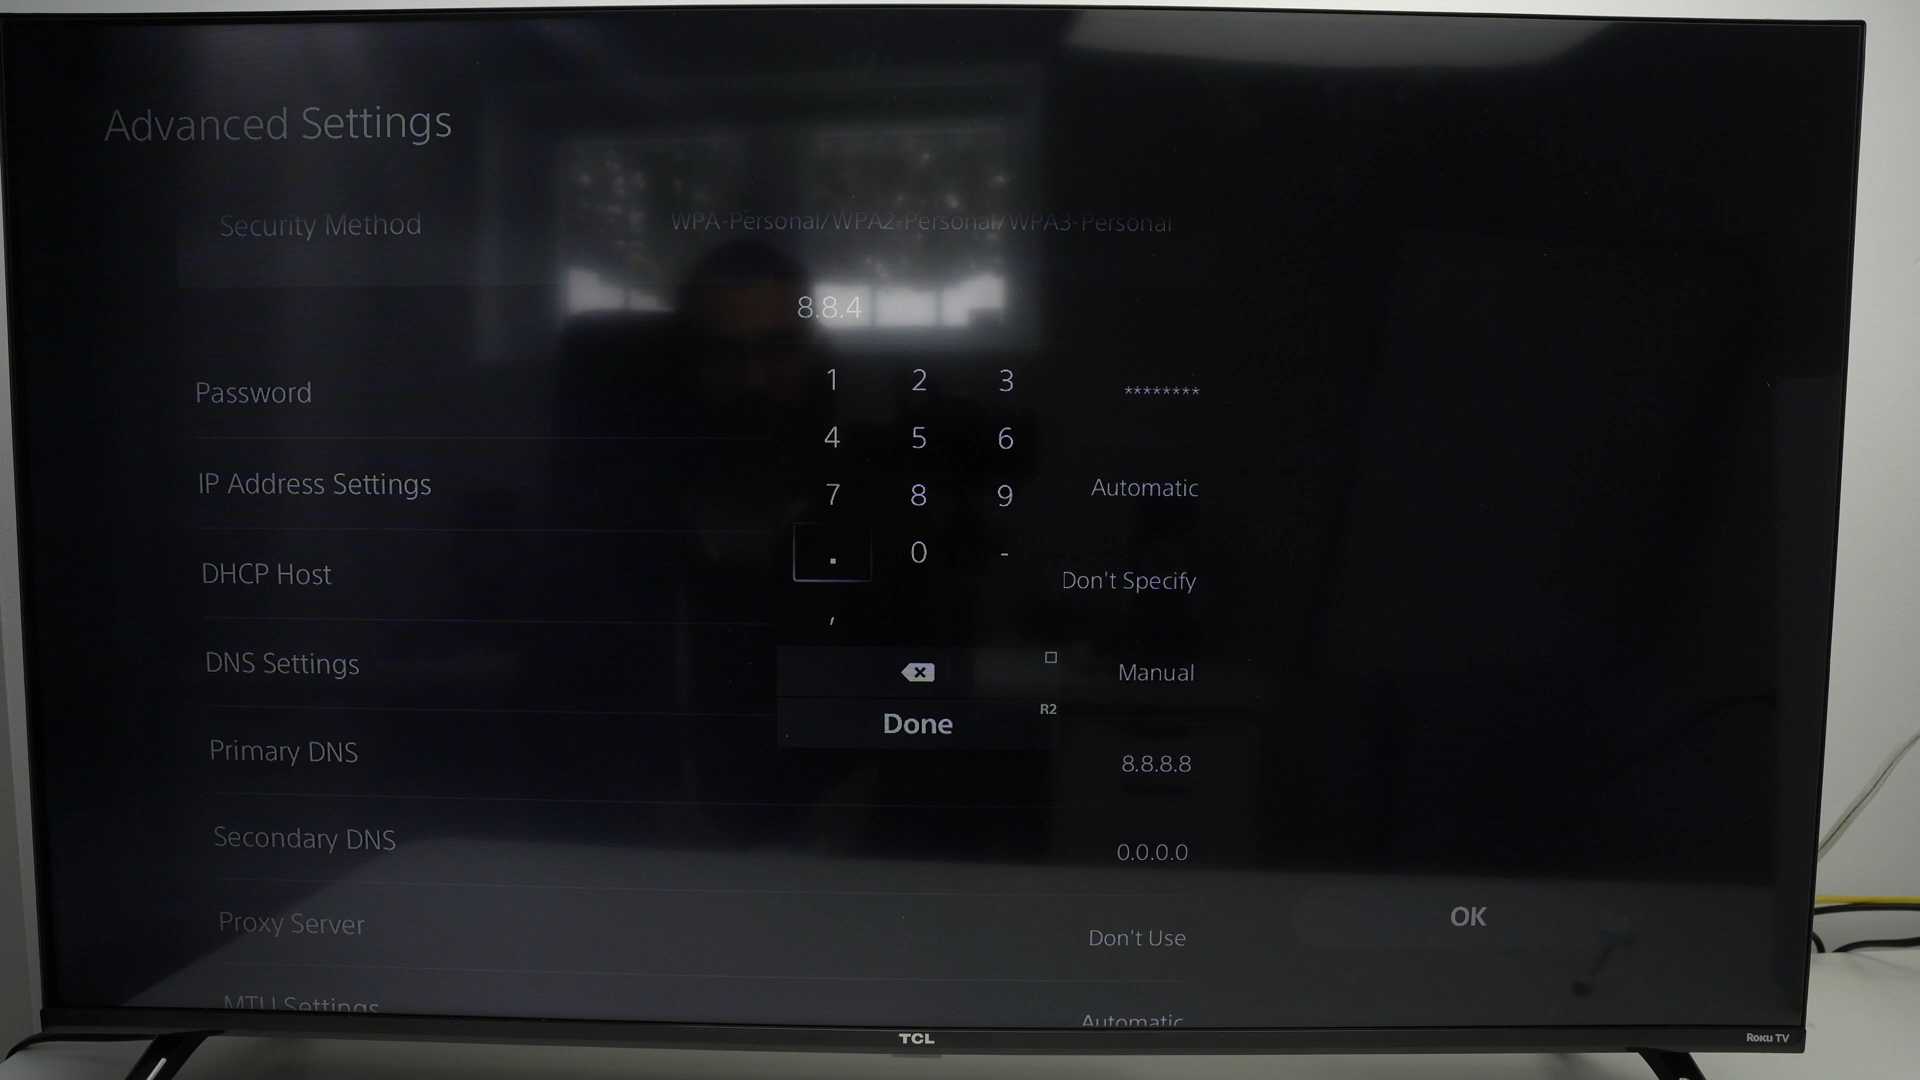 Advanced Settings
Security Method WPA-Personal/WPA2-Personal/WPA3-Personal
8.8.4
1 2 3
Password ********
4 5 6
IP Address Settings Automatic
7 8 9
. 0 -
DHCP Host Don't Specify
,
DNS Settings Manual
R2
Done
Primary DNS 8.8.8.8
Secondary DNS 0.0.0.0
Proxy Server Don't Use
OK
MTU Settings Automatic
TCL
Roku TV